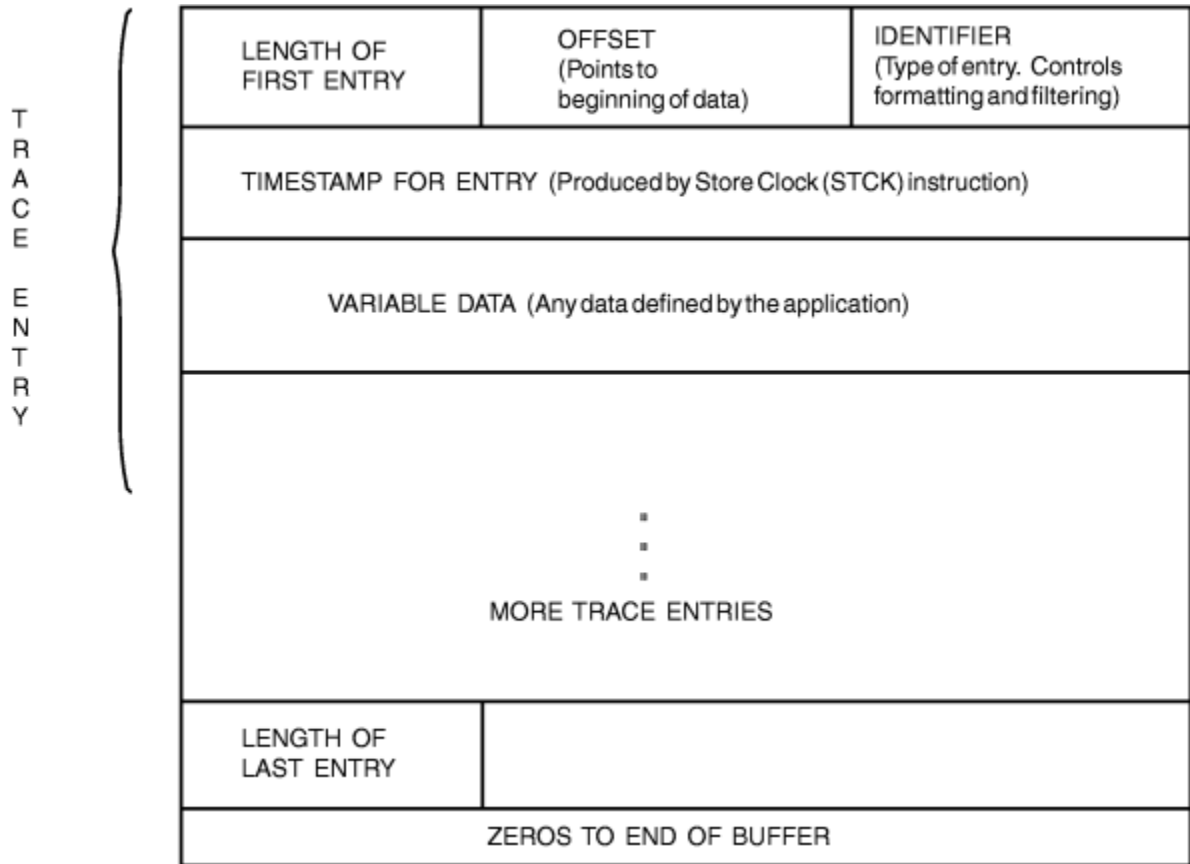 TRACE ENTRY
LENGTH OF
FIRST ENTRY
OFFSET
(Points to
beginning of data)
IDENTIFIER
(Type of entry. Controls
formatting and filtering)
TIMESTAMP FOR ENTRY (Produced by Store Clock (STCK) instruction)
VARIABLE DATA (Any data defined by the application)
MORE TRACE ENTRIES
LENGTH OF
LAST ENTRY
ZEROS TO END OF BUFFER